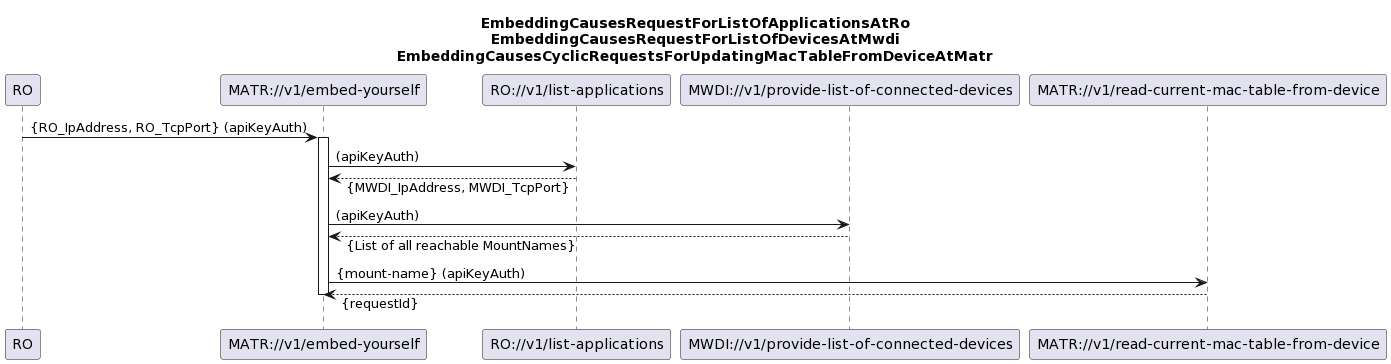 EmbeddingCausesRequestForListOfApplicationsAtRo
EmbeddingCausesRequestForListOfDevicesAtMwdi
EmbeddingCausesCyclicRequestsForUpdatingMacTableFromDeviceAtMatr
RO
MATR://v1/embed-yourself
RO://v1/list-applications
MWDI://v1/provide-list-of-connected-devices
MATR://v1/read-current-mac-table-from-device
{RO_IpAddress, RO_TcpPort} (apiKeyAuth)
(apiKeyAuth)
{MWDI_IpAddress, MWDI_TcpPort}
(apiKeyAuth)
{List of all reachable MountNames}
{mount-name} (apiKeyAuth)
{requestId}
RO
MATR://v1/embed-yourself
RO://v1/list-applications
MWDI://v1/provide-list-of-connected-devices
MATR://v1/read-current-mac-table-from-device